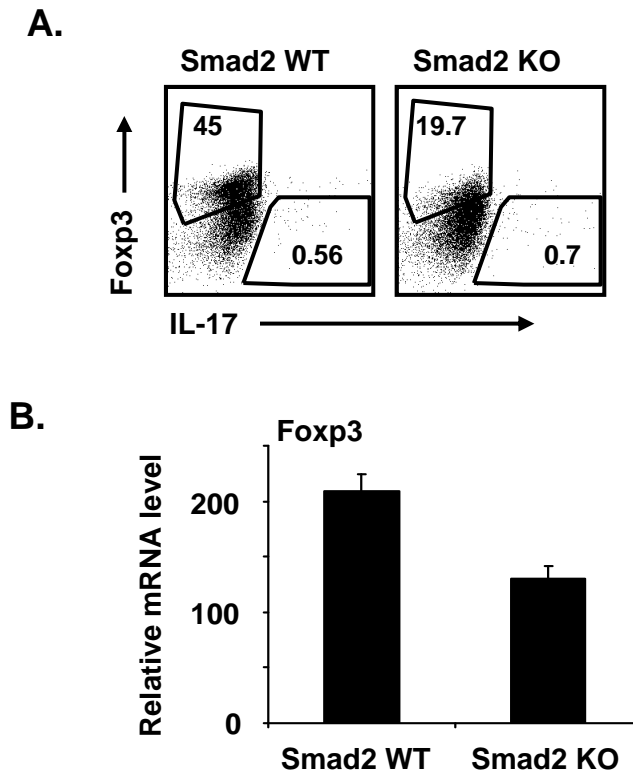 A.
Smad2 WT Smad2 KO
45 19.7
Foxp3
0.56 0.7
IL-17
B.
Foxp3
Relative mRNA level
200
100
0
Smad2 WT Smad2 KO